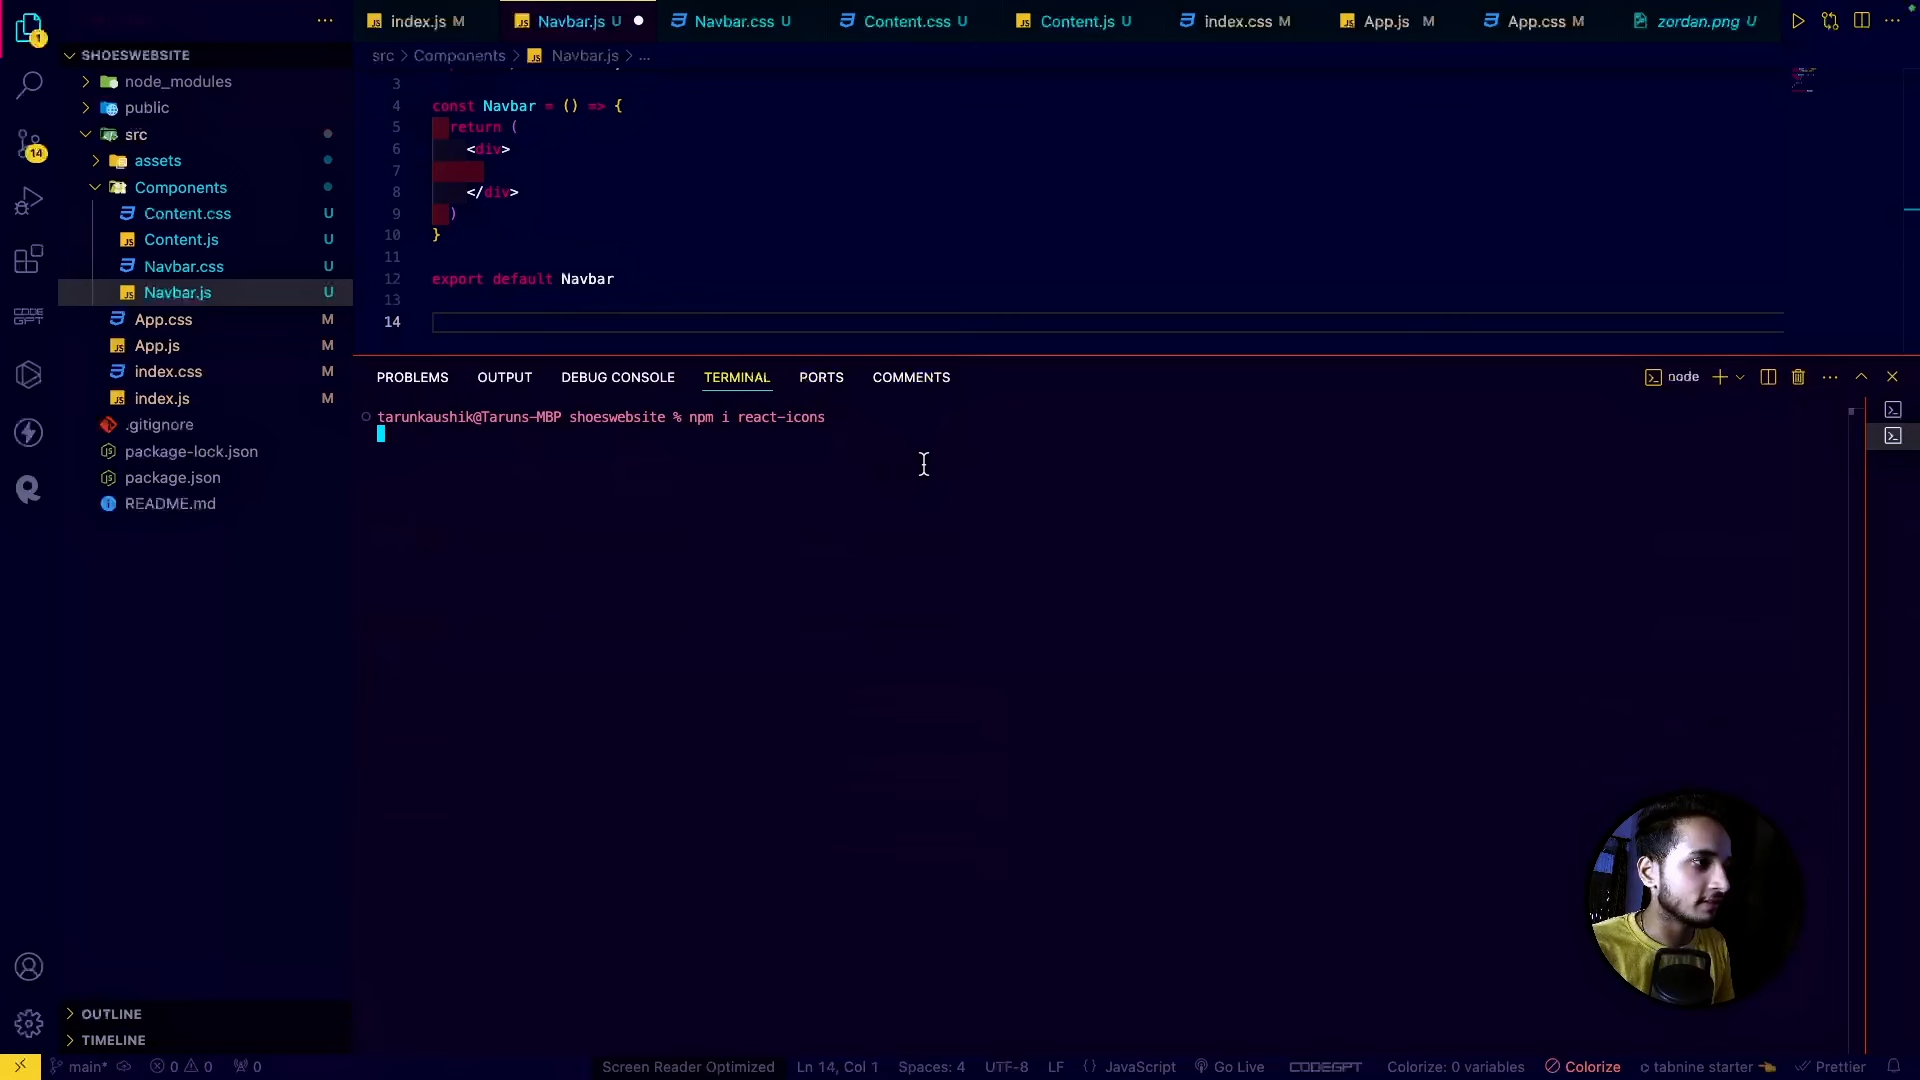 index.js M
Navbar.js U
Navbar.css U
Content.css U
Content.js U
index.css M
App.js M
App.css M
zordan.png U
SHOESWEBSITE
node_modules
public
src
assets
Components
Content.css U
Content.js U
Navbar.css U
Navbar.js U
App.css M
App.js M
index.css M
index.js M
.gitignore
package-lock.json
package.json
README.md
OUTLINE
TIMELINE
1
14
CODE
GPT
src > Components > Navbar.js > ...
3
4 const Navbar = () => {
5 return (
6 <div>
7
8 </div>
9 )
10 }
11
12 export default Navbar
13
14
PROBLEMS OUTPUT DEBUG CONSOLE TERMINAL PORTS COMMENTS
node
tarunkaushik@Taruns-MBP shoeswebsite % npm i react-icons
main* 0 0 0 Screen Reader Optimized Ln 14, Col 1 Spaces: 4 UTF-8 LF {} JavaScript Go Live CODEGPT Colorize: 0 variables Colorize tabnine starter Prettier